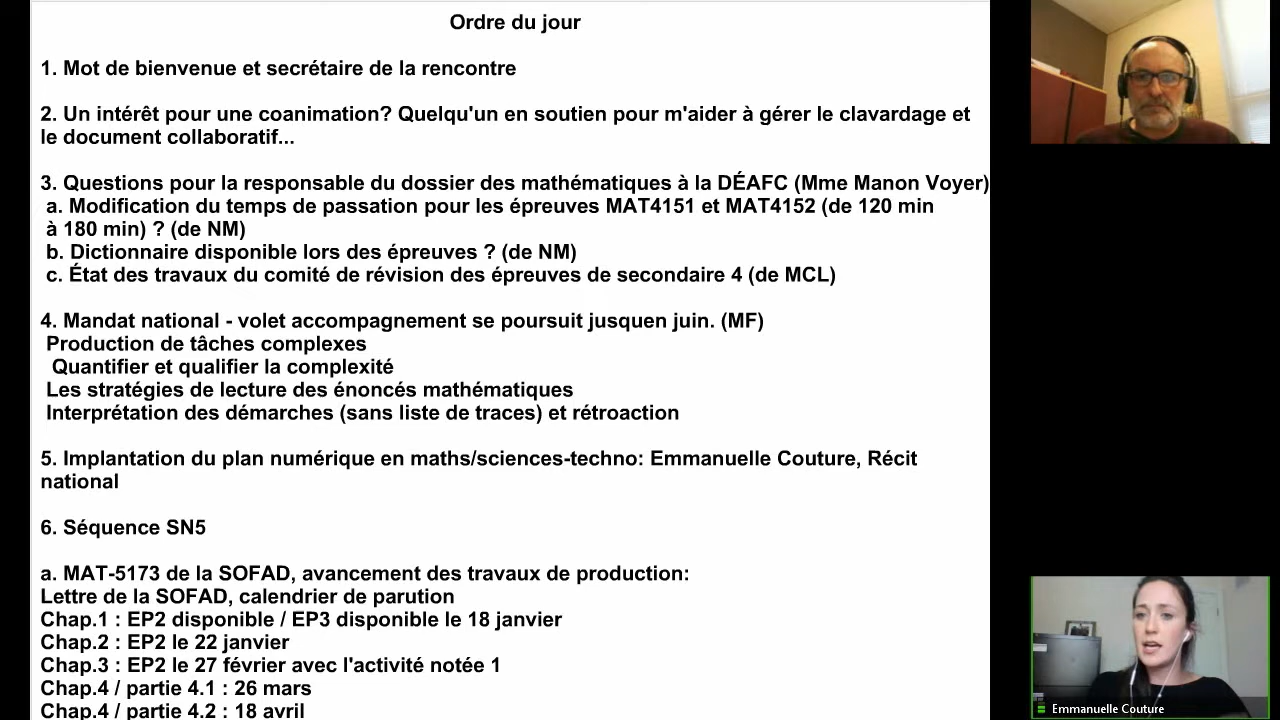 Ordre du jour
1. Mot de bienvenue et secrétaire de la rencontre
2. Un intérêt pour une coanimation? Quelqu'un en soutien pour m'aider à gérer le clavardage et
le document collaboratif...
3. Questions pour la responsable du dossier des mathématiques à la DÉAFC (Mme Manon Voyer)
a. Modification du temps de passation pour les épreuves MAT4151 et MAT4152 (de 120 min
à 180 min) ? (de NM)
b. Dictionnaire disponible lors des épreuves ? (de NM)
c. État des travaux du comité de révision des épreuves de secondaire 4 (de MCL)
4. Mandat national - volet accompagnement se poursuit jusquen juin. (MF)
Production de tâches complexes
Quantifier et qualifier la complexité
Les stratégies de lecture des énoncés mathématiques
Interprétation des démarches (sans liste de traces) et rétroaction
5. Implantation du plan numérique en maths/sciences-techno: Emmanuelle Couture, Récit
national
6. Séquence SN5
a. MAT-5173 de la SOFAD, avancement des travaux de production:
Lettre de la SOFAD, calendrier de parution
Chap.1 : EP2 disponible / EP3 disponible le 18 janvier
Chap.2 : EP2 le 22 janvier
Chap.3 : EP2 le 27 février avec l'activité notée 1
Chap.4 / partie 4.1 : 26 mars
Chap.4 / partie 4.2 : 18 avril
Emmanuelle Couture